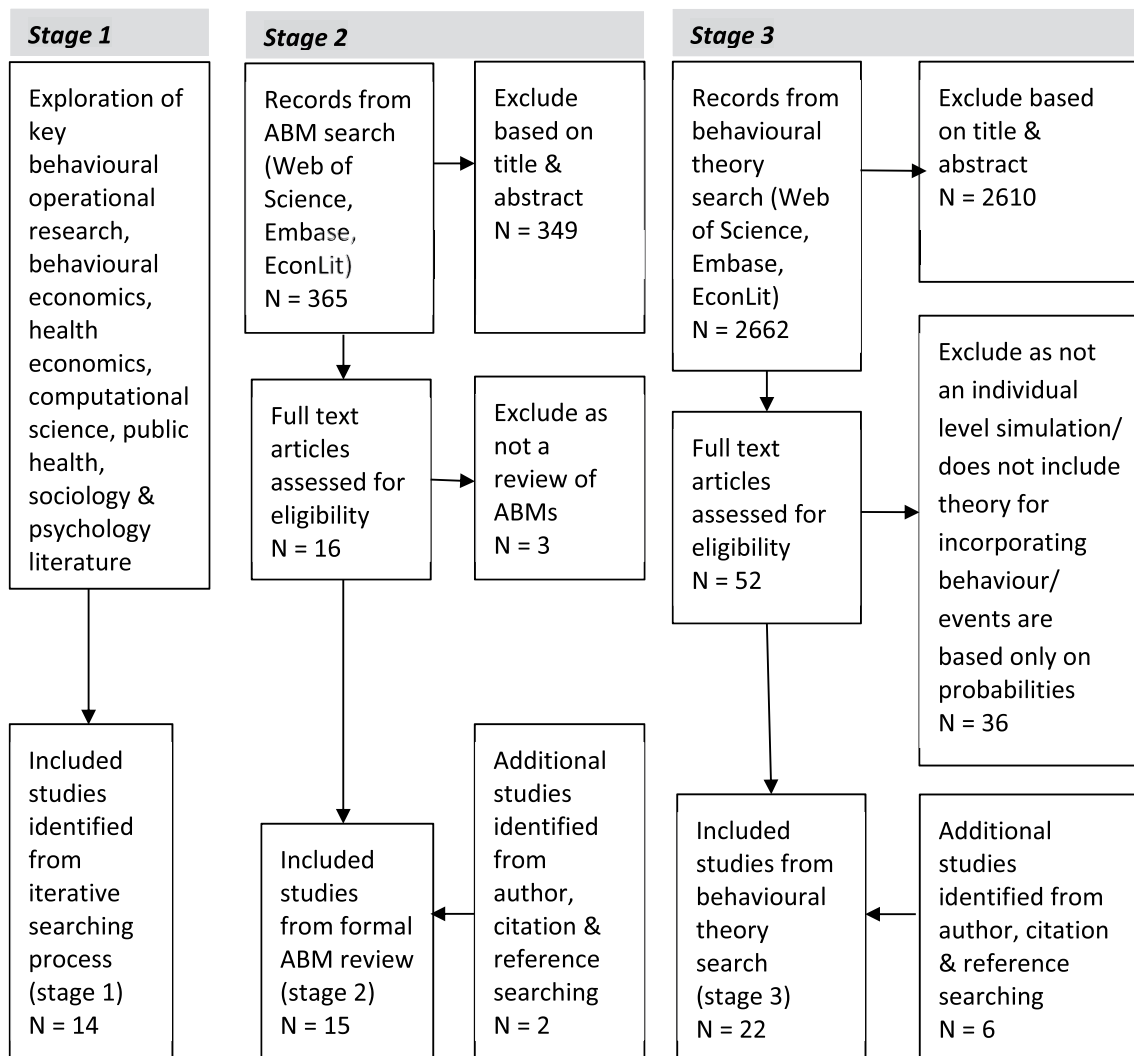 Stage 1
Exploration of
key
behavioural
operational
research,
behavioural
economics,
health
economics,
computational
science, public
health,
sociology &
psychology
literature
Included
studies
identified
from
iterative
searching
process
(stage 1)
N = 14
Stage 2
Records from
ABM search
(Web of
Science,
Embase,
EconLit)
N = 365
Exclude
based on
title &
abstract
N = 349
Full text
articles
assessed for
eligibility
N = 16
Exclude as
not a
review of
ABMs
N = 3
Included
studies
from formal
ABM review
(stage 2)
N = 15
Additional
studies
identified
from
author,
citation &
reference
searching
N = 2
Stage 3
Records from
behavioural
theory
search (Web
of Science,
Embase,
EconLit)
N = 2662
Exclude based
on title &
abstract
N = 2610
Full text
articles
assessed for
eligibility
N = 52
Exclude as not
an individual
level simulation/
does not include
theory for
incorporating
behaviour/
events are
based only on
probabilities
N = 36
Included
studies from
behavioural
theory
search
(stage 3)
N = 22
Additional
studies
identified from
author, citation
& reference
searching
N = 6